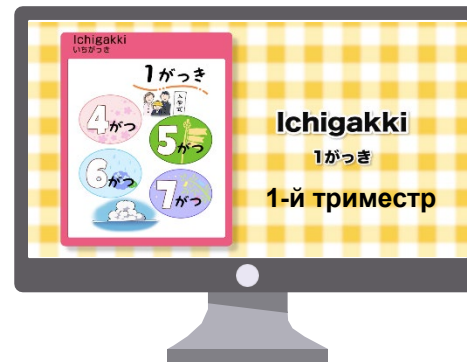 Ichigakki
いちがっき
1がっき
入学式
4がつ
5がつ
6がつ
7がつ
Ichigakki
1がっき
1-й триместр